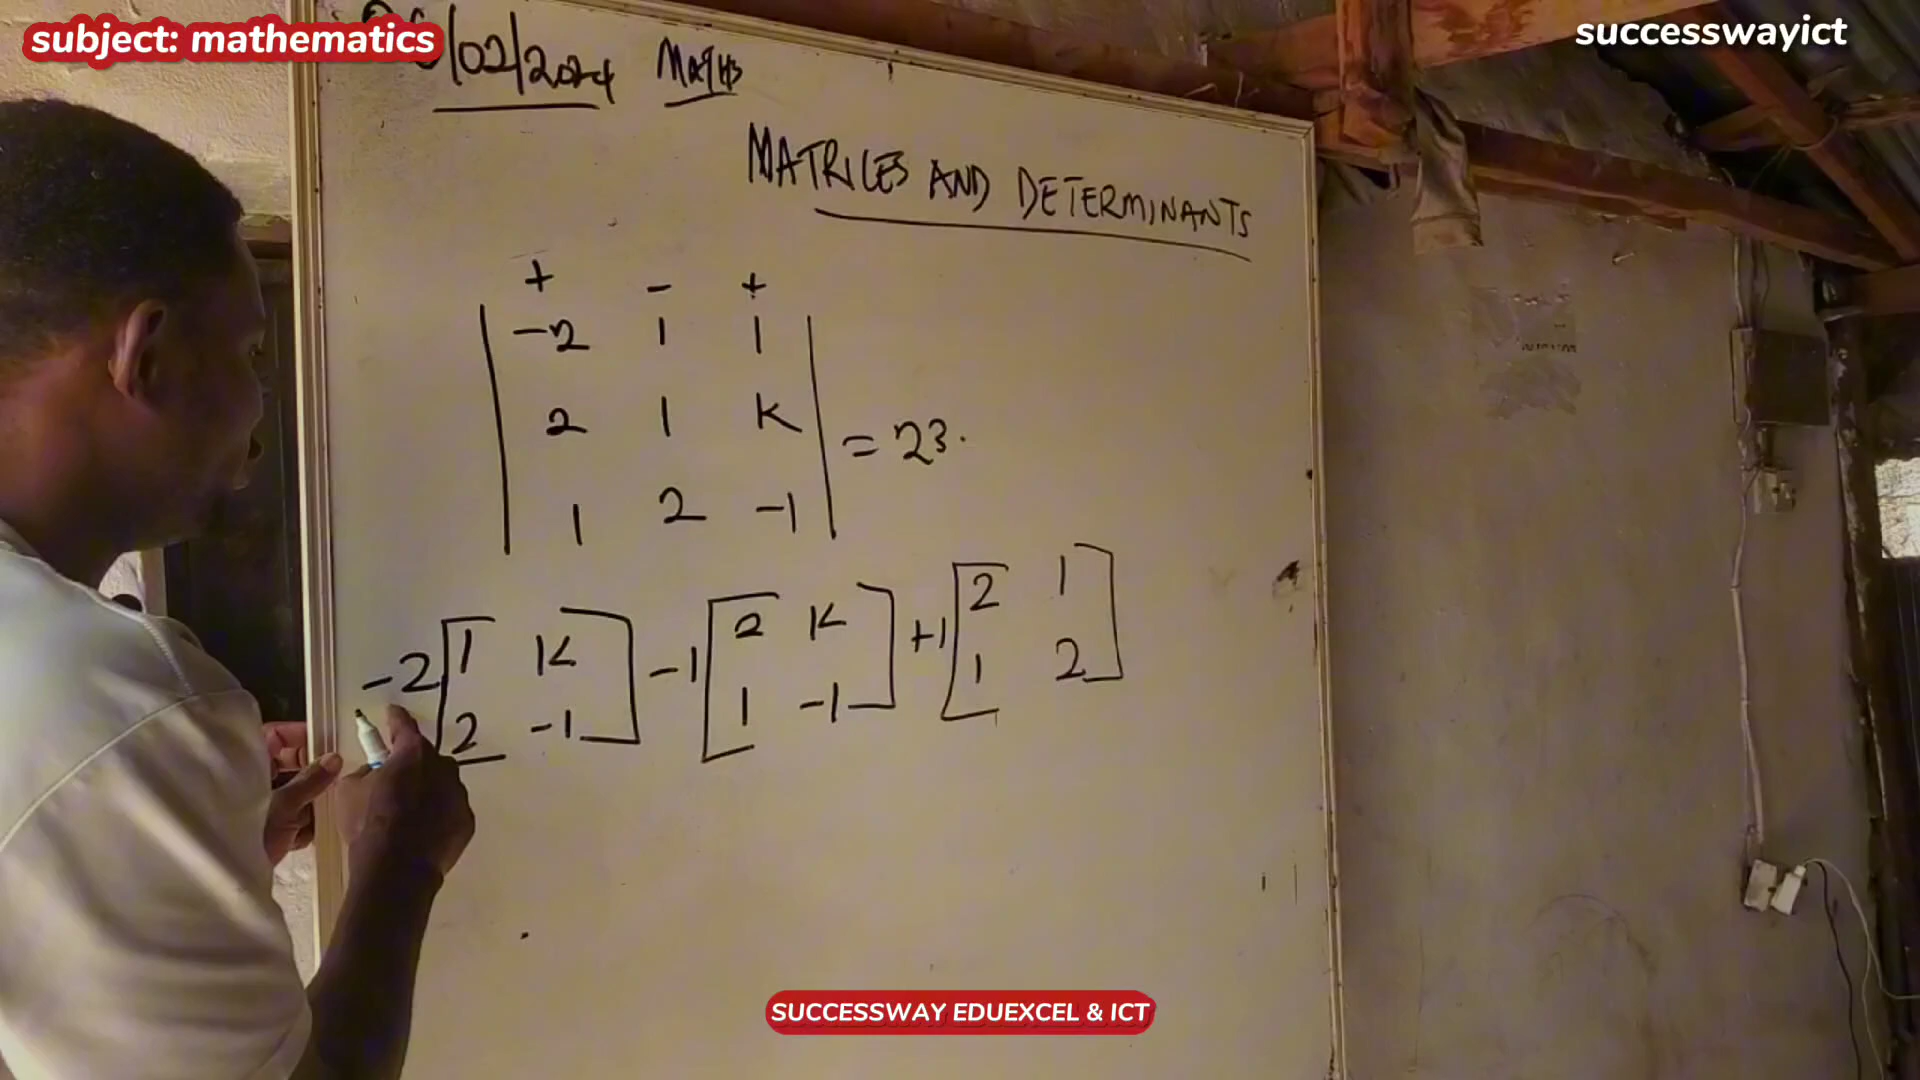 subject: mathematics
successwayict
/02/2024 Maths
MATRICES AND DETERMINANTS
+ - +
-2 1 1
2 1 K
= 23.
1 2 -1
-2 [1 K -1 [2 K +1 [2 1
2 -1] 1 -1] 1 2]
SUCCESSWAY EDUEXCEL & ICT